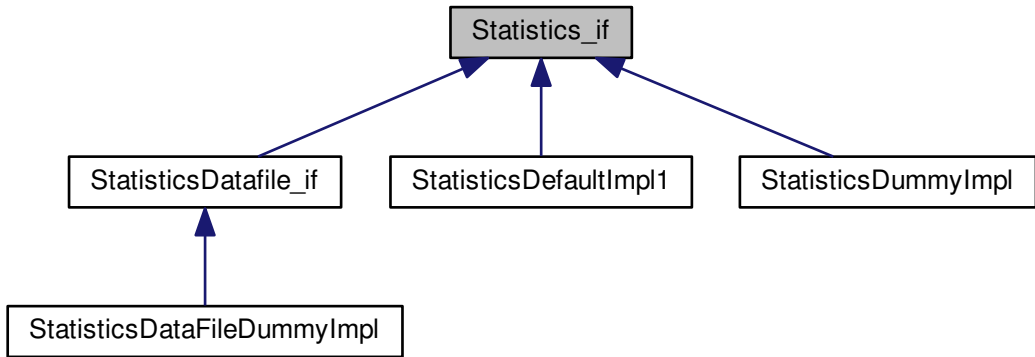 Statistics_if
StatisticsDatafile_if
StatisticsDefaultImpl1
StatisticsDummyImpl
StatisticsDataFileDummyImpl